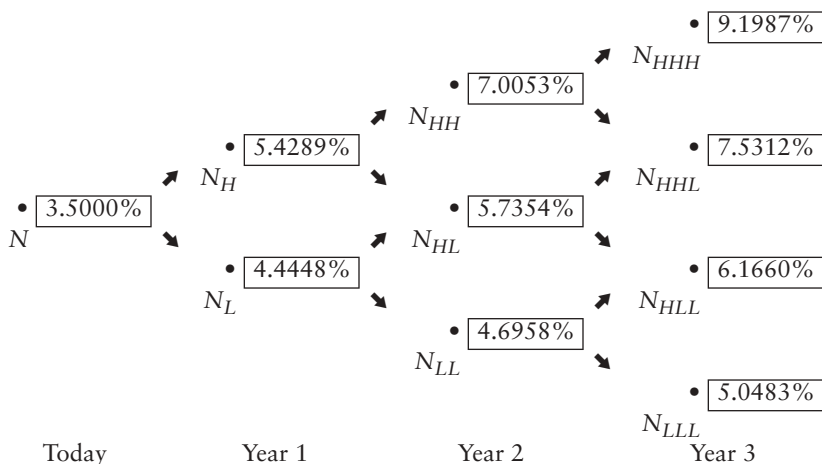 9.1987%
N_HHH
7.0053%
N_HH
5.4289%
N_H
7.5312%
N_HHL
3.5000%
N
5.7354%
N_HL
4.4448%
N_L
6.1660%
N_HLL
4.6958%
N_LL
5.0483%
N_LLL
Today Year 1 Year 2 Year 3